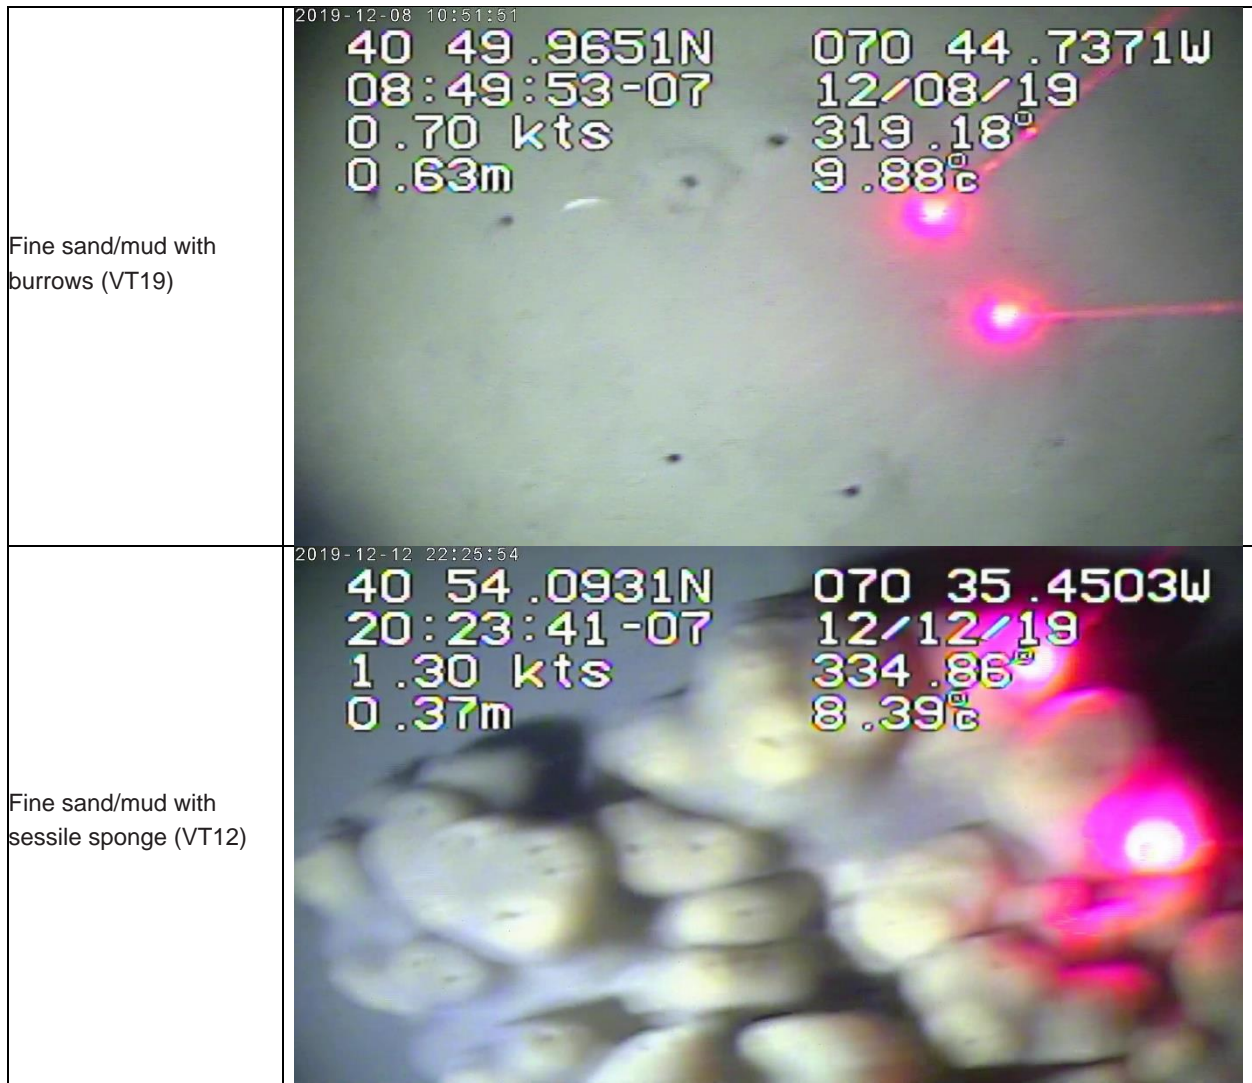 Fine sand/mud with
burrows (VT19)
2019-12-08 10:51:51
40 49.9651N 070 44.7371W
08:49:53-07 12/08/19
0.70 kts 319.18°
0.63m 9.88°c
Fine sand/mud with
sessile sponge (VT12)
2019-12-12 22:25:54
40 54.0931N 070 35.4503W
20:23:41-07 12/12/19
1.30 kts 334.86°
0.37m 8.39°c